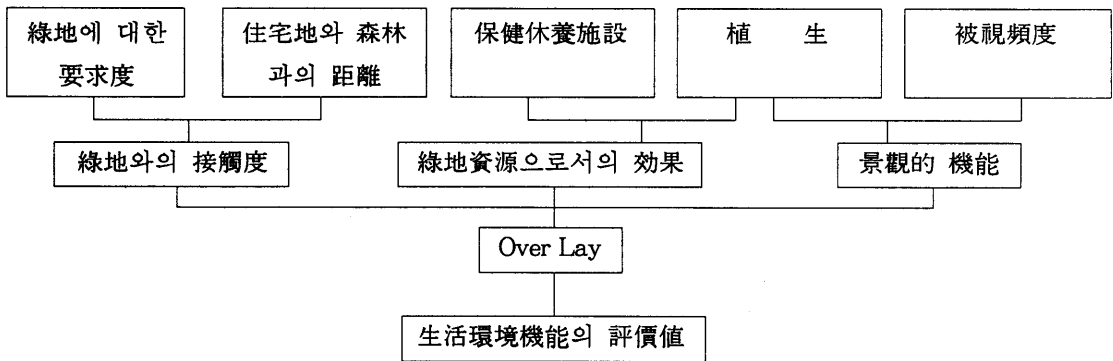 綠地에 대한
要求度
住宅地와 森林
과의 距離
保健休養施設
植 生
被視頻度
綠地와의 接觸度
綠地資源으로서의 効果
景觀的 機能
Over Lay
生活環境機能의 評價値